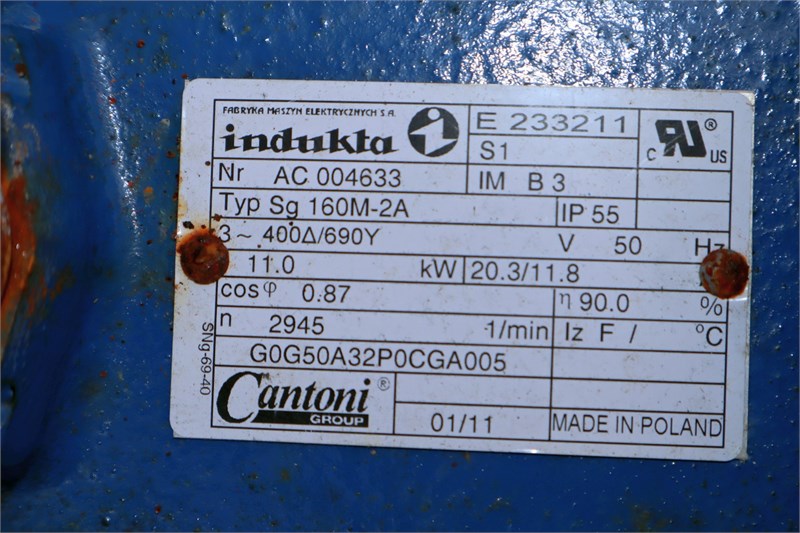 FABRYKA MASZYN ELEKTRYCZNYCH S.A.
indukta
E 233211
S1
C US ®
Nr AC 004633
IM B 3
Typ Sg 160M-2A
IP 55
3~ 400Δ/690Y V 50 Hz
11.0 kW 20.3/11.8
cos φ 0.87
η 90.0 %
n 2945 1/min
Iz F / °C
G0G50A32P0CGA005
SNg-69-40
Cantoni ®
GROUP
01/11
MADE IN POLAND